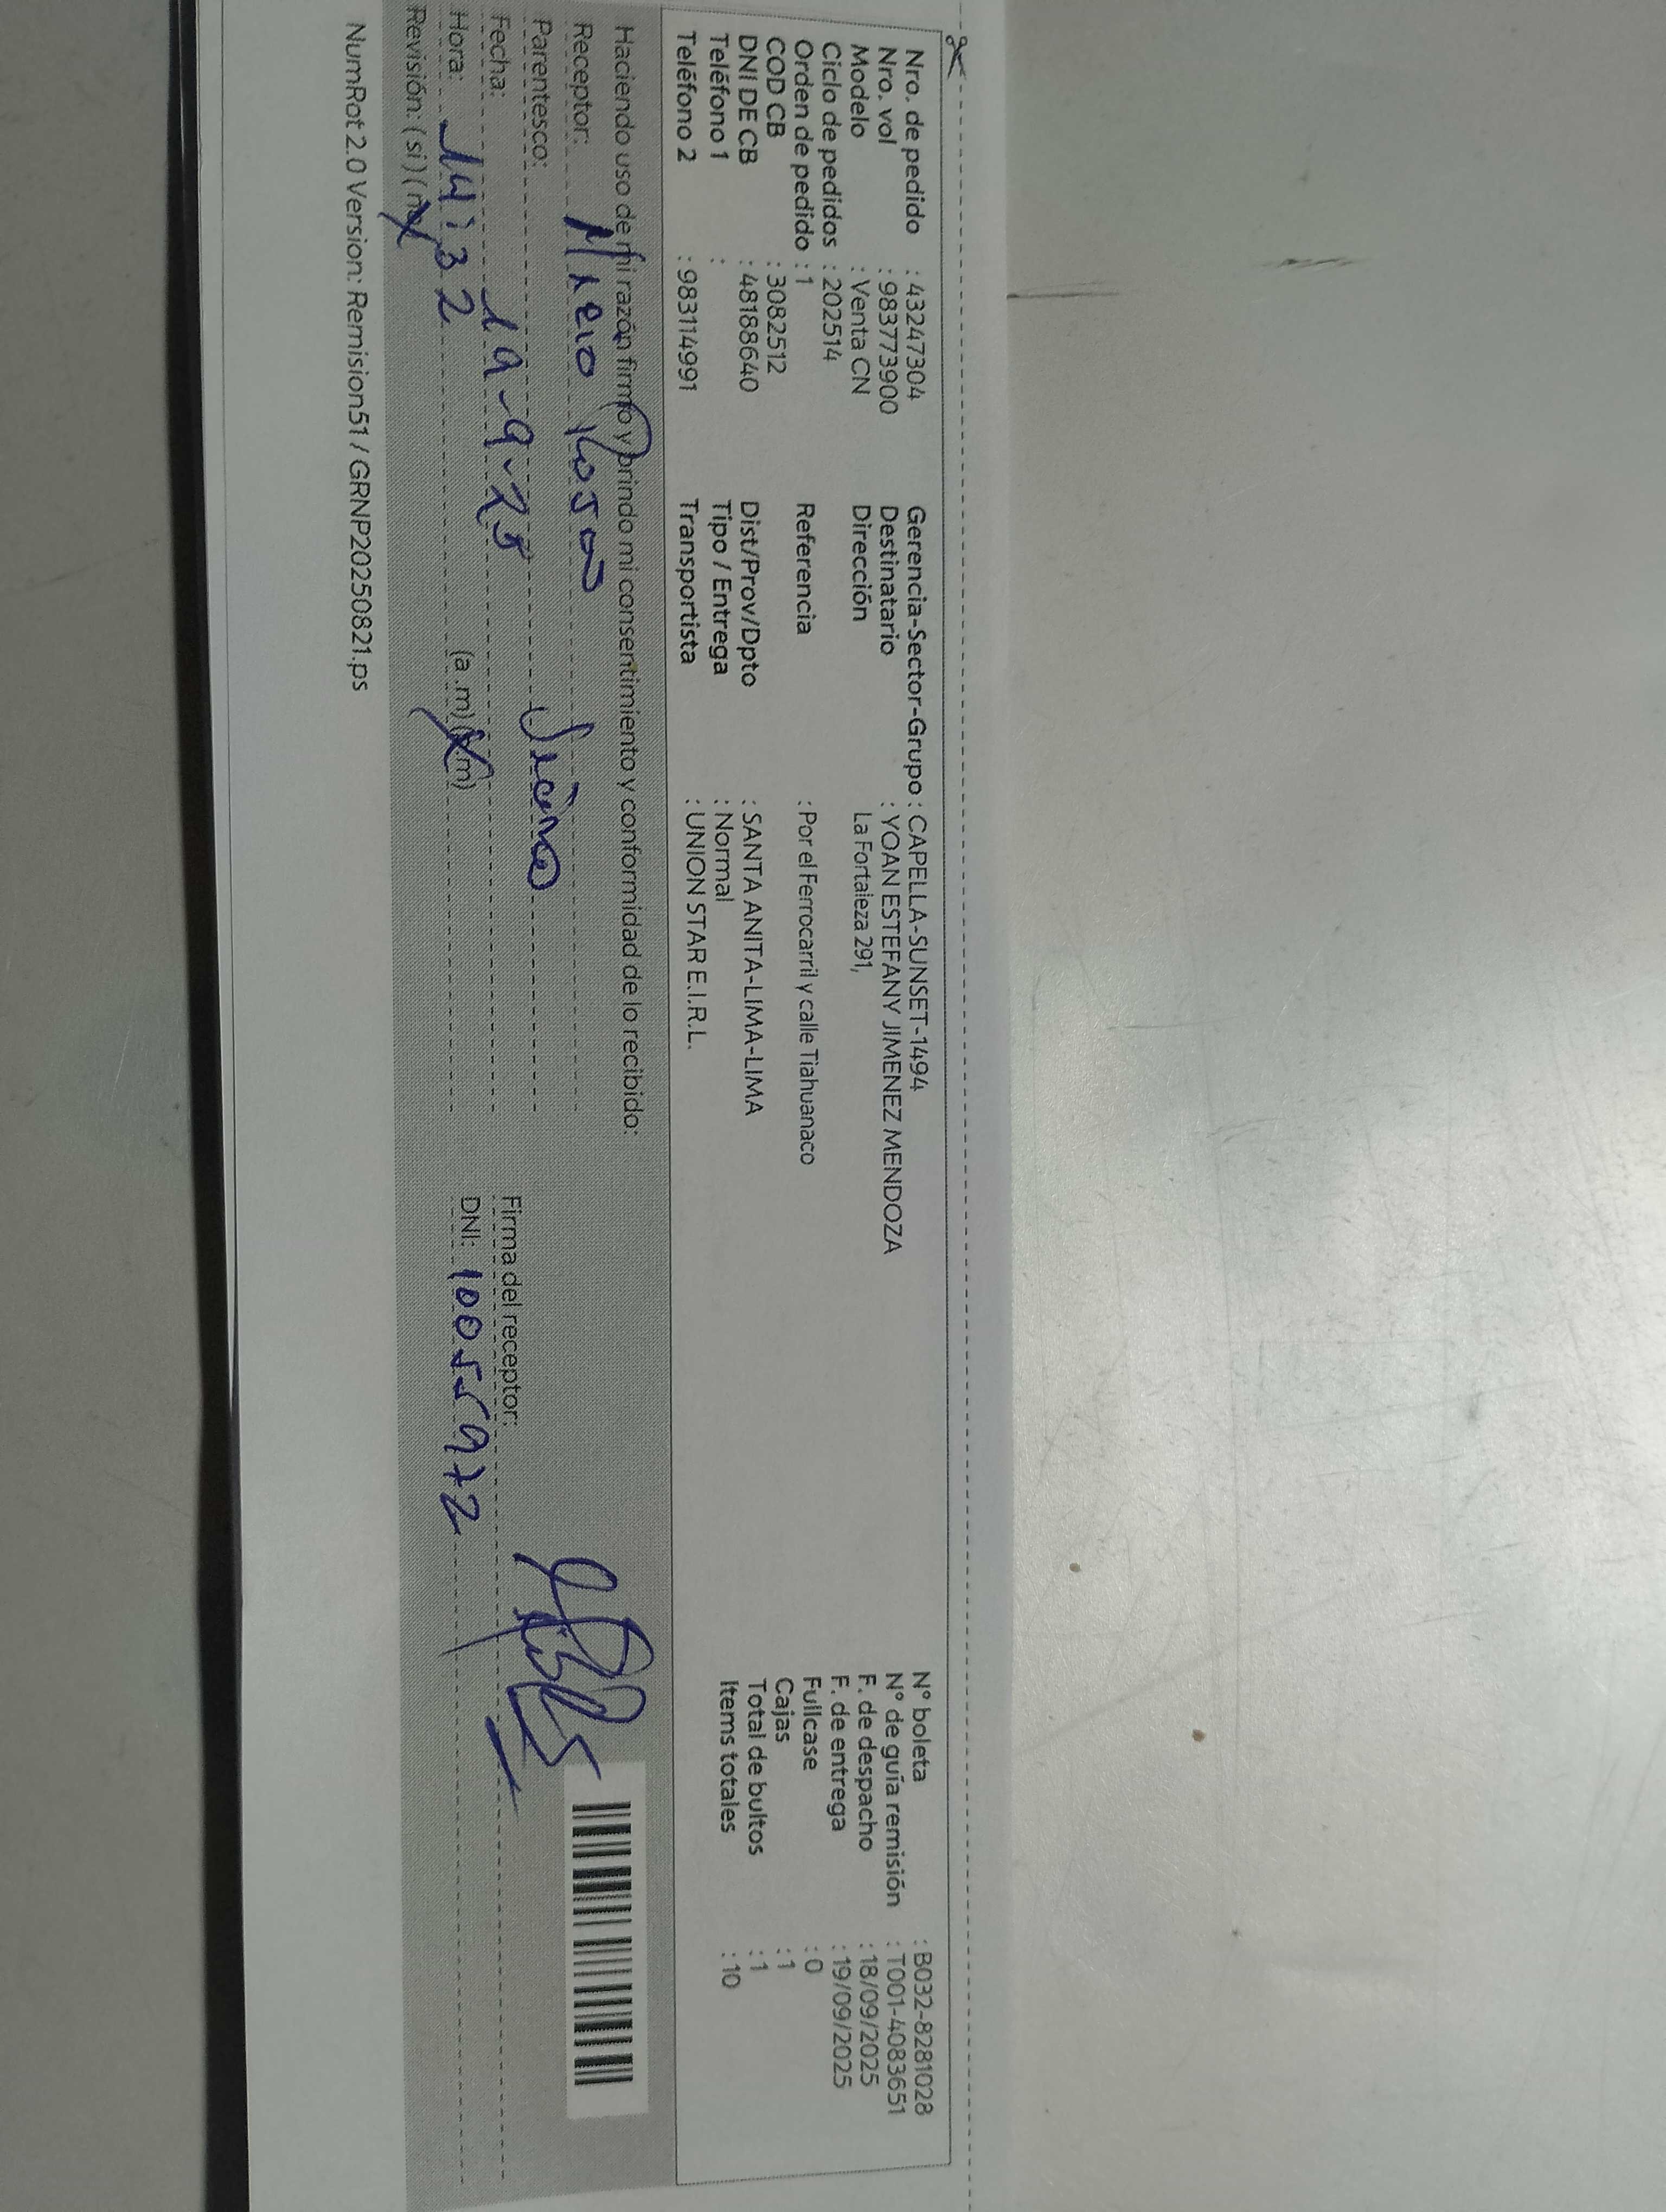 Nro. de pedido : 43247304
Nro. vol : 983773900
Modelo : Venta CN
Ciclo de pedidos : 202514
Orden de pedido : 1
COD CB : 3082512
DNI DE CB : 48188640
Teléfono 1 :
Teléfono 2 : 983114991
Gerencia-Sector-Grupo : CAPELLA-SUNSET-1494
Destinatario : YOAN ESTEFANY JIMENEZ MENDOZA
Dirección La Fortaleza 291,
Referencia : Por el Ferrocarril y calle Tiahuanaco
Dist/Prov/Dpto : SANTA ANITA-LIMA-LIMA
Tipo / Entrega : Normal
Transportista : UNION STAR E.I.R.L.
N° boleta : B032-8281028
N° de guía remisión : T001-4083651
F. de despacho : 18/09/2025
F. de entrega : 19/09/2025
Fullcase : 0
Cajas : 1
Total de bultos : 1
Items totales : 10
Haciendo uso de mi razón firmo y brindo mi consentimiento y conformidad de lo recibido:
Receptor:
Parentesco:
Fecha: 19-9-25
Hora: 14:32 (a.m) (p.m)
Revisión: ( si ) ( no )
Firma del receptor:
DNI: 10055972
NumRot 2.0 Version: Remision51 / GRNP20250821.ps